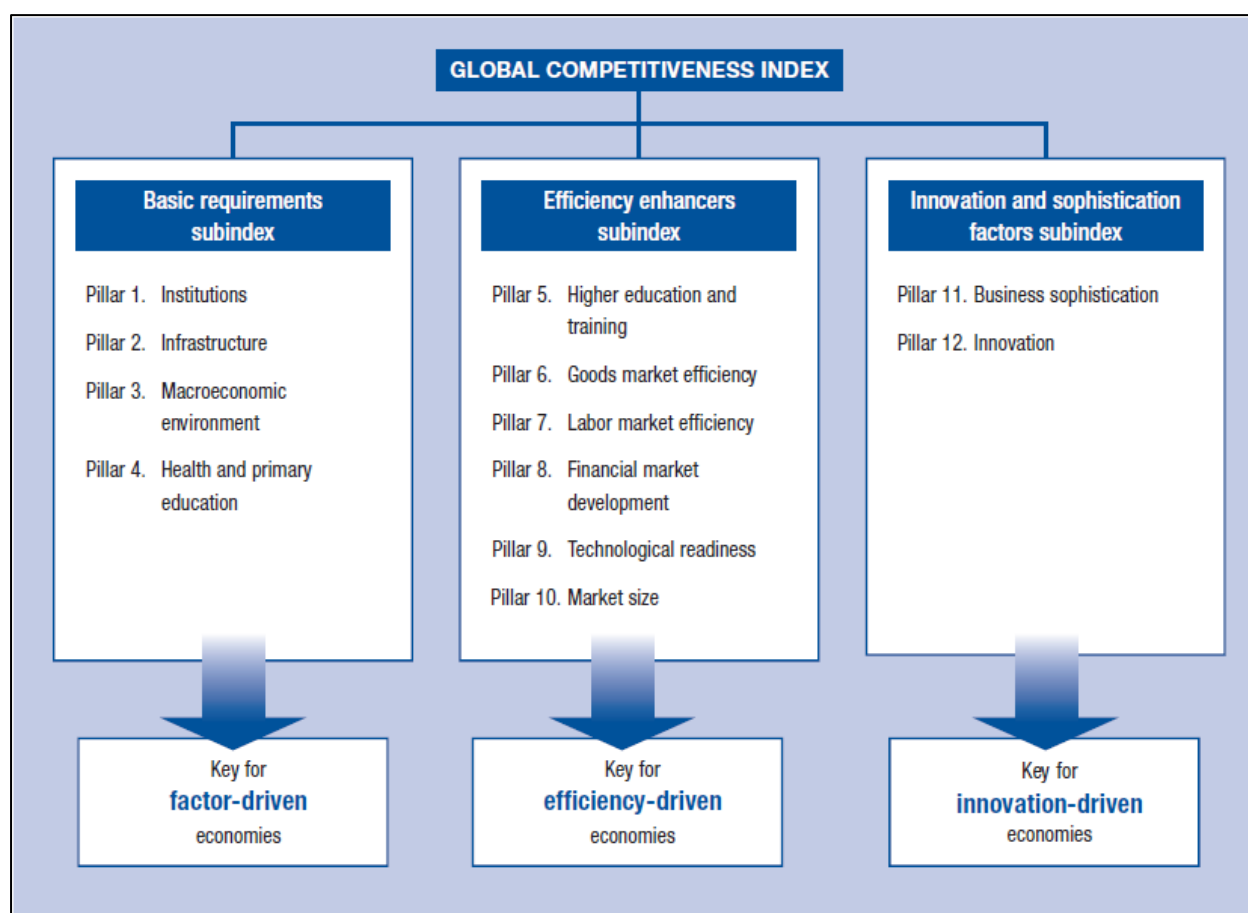 GLOBAL COMPETITIVENESS INDEX
Basic requirements
subindex
Pillar 1. Institutions
Pillar 2. Infrastructure
Pillar 3. Macroeconomic
environment
Pillar 4. Health and primary
education
Key for
factor-driven
economies
Efficiency enhancers
subindex
Pillar 5. Higher education and
training
Pillar 6. Goods market efficiency
Pillar 7. Labor market efficiency
Pillar 8. Financial market
development
Pillar 9. Technological readiness
Pillar 10. Market size
Key for
efficiency-driven
economies
Innovation and sophistication
factors subindex
Pillar 11. Business sophistication
Pillar 12. Innovation
Key for
innovation-driven
economies